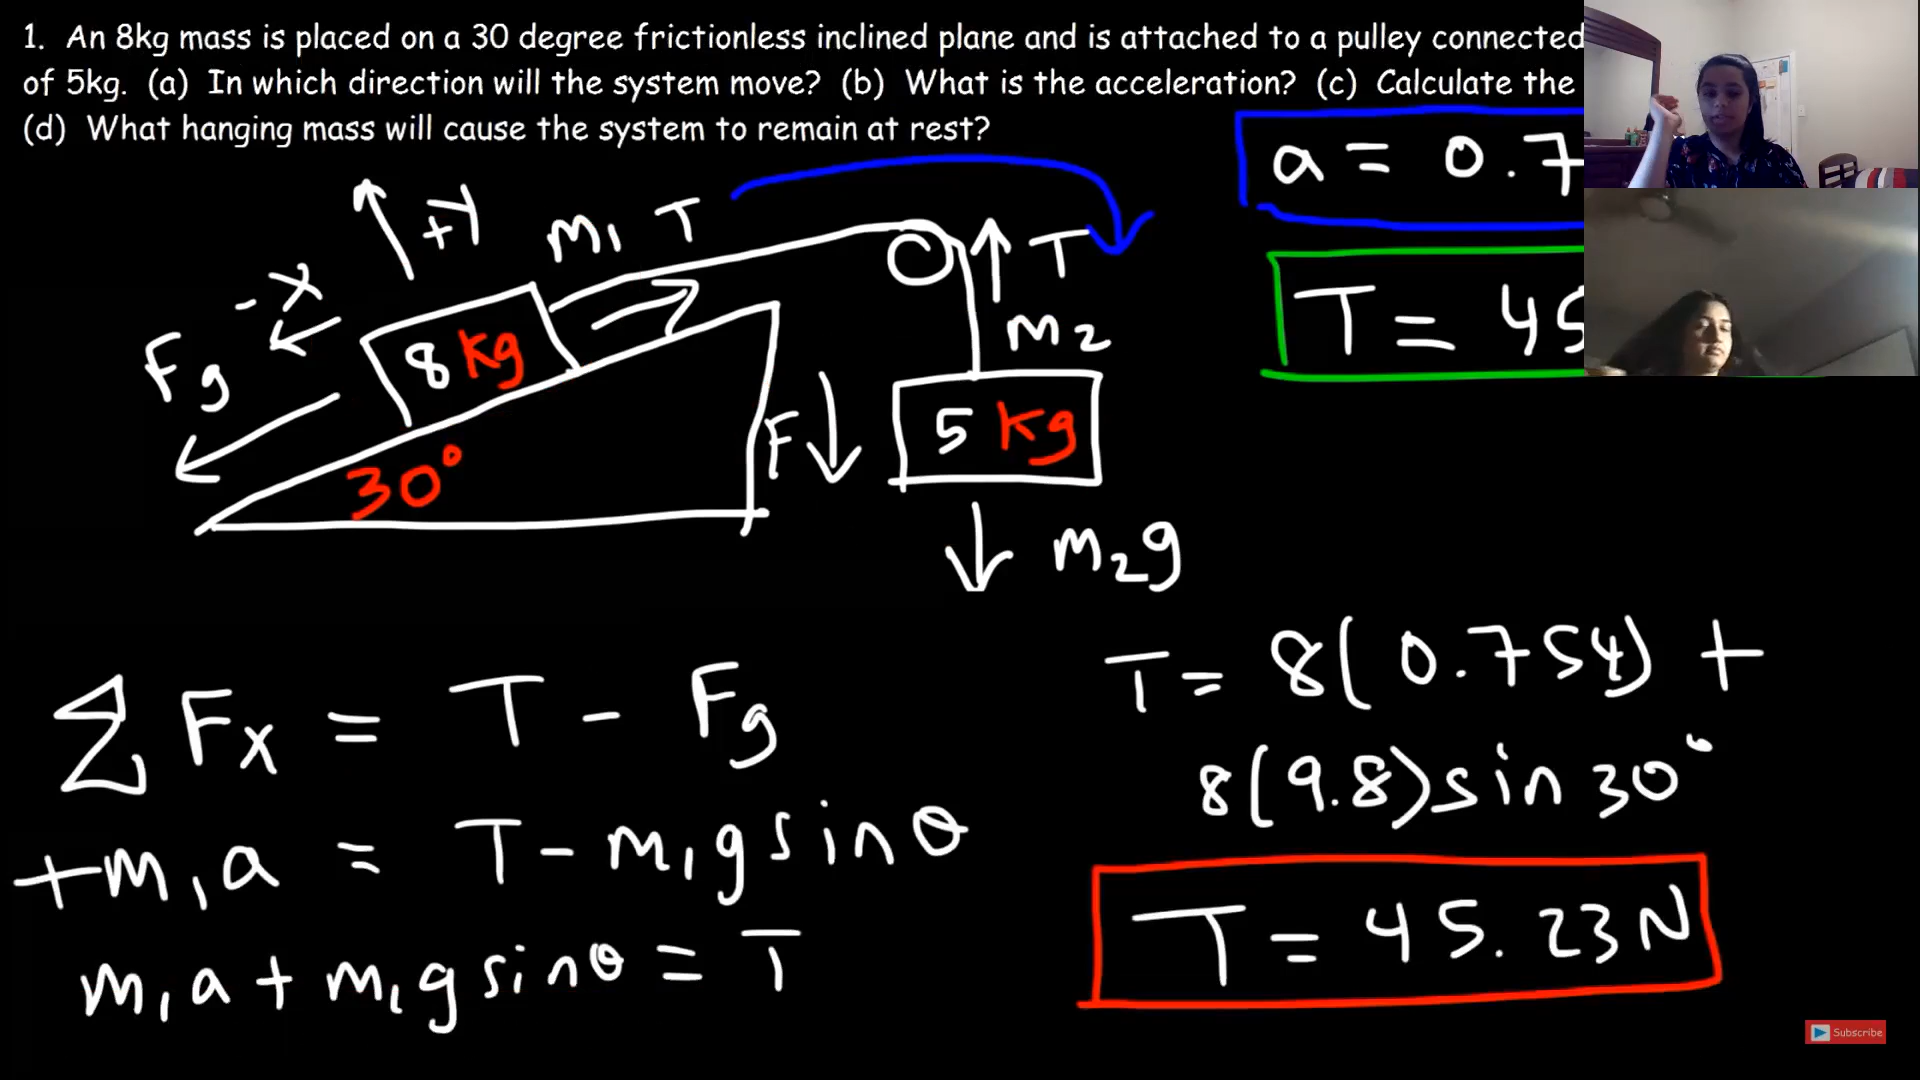 1. An 8kg mass is placed on a 30 degree frictionless inclined plane and is attached to a pulley connected
of 5kg. (a) In which direction will the system move? (b) What is the acceleration? (c) Calculate the
(d) What hanging mass will cause the system to remain at rest?
a = 0.7
+y
m₁ T
-x
T
T = 45
Fg
8 kg
m₂
30°
F
5 kg
m₂g
ΣFx = T - Fg
+m₁a = T - m₁g sinθ
m₁a + m₁g sinθ = T
T = 8(0.754) +
8(9.8) sin 30°
T = 45.23N
Subscribe